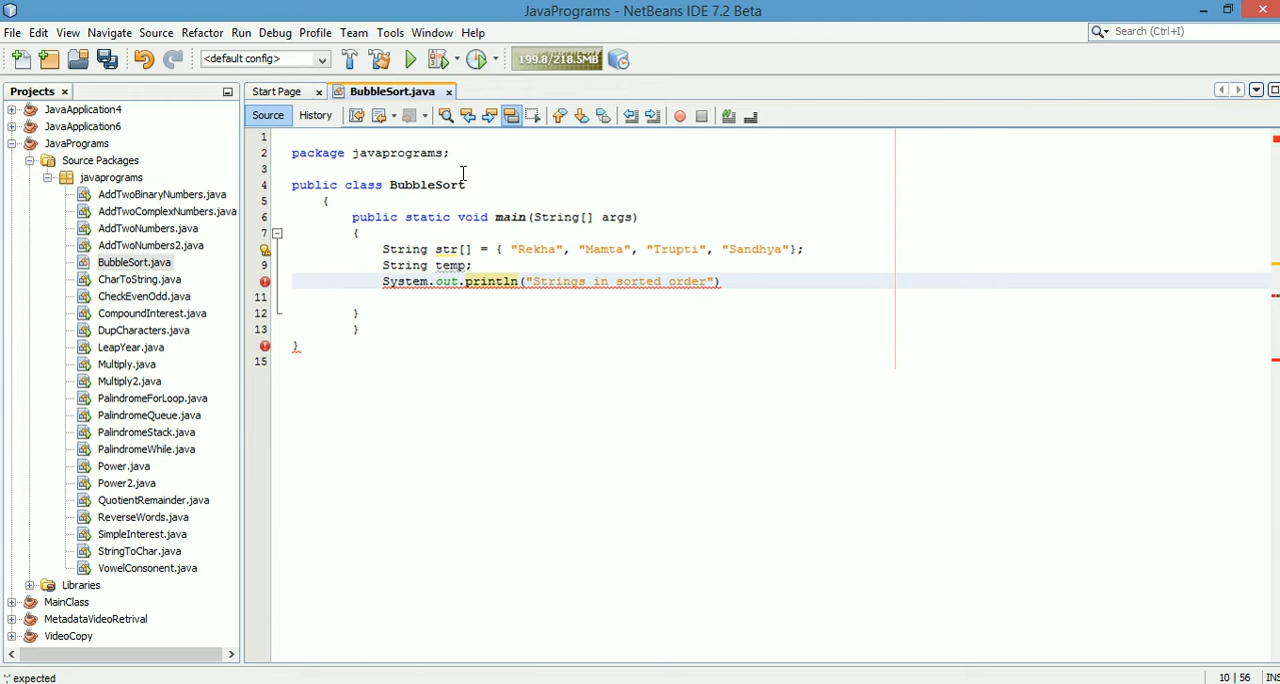 JavaPrograms - NetBeans IDE 7.2 Beta
File Edit View Navigate Source Refactor Run Debug Profile Team Tools Window Help
Search (Ctrl+I)
<default config>
199.8/218.5MB
Projects
Start Page
BubbleSort.java
Source History
JavaApplication4
JavaApplication6
JavaPrograms
Source Packages
javaprograms
AddTwoBinaryNumbers.java
AddTwoComplexNumbers.java
AddTwoNumbers.java
AddTwoNumbers2.java
BubbleSort.java
CharToString.java
CheckEvenOdd.java
CompoundInterest.java
DupCharacters.java
LeapYear.java
Multiply.java
Multiply2.java
PalindromeForLoop.java
PalindromeQueue.java
PalindromeStack.java
PalindromeWhile.java
Power.java
Power2.java
QuotientRemainder.java
ReverseWords.java
SimpleInterest.java
StringToChar.java
VowelConsonent.java
Libraries
MainClass
MetadataVideoRetrival
VideoCopy
1
2 package javaprograms;
3
4 public class BubbleSort
5 {
6 public static void main(String[] args)
7 {
String str[] = { "Rekha", "Mamta", "Trupti", "Sandhya"};
9 String temp;
System.out.println("Strings in sorted order")
11
12 }
13 }
}
15
';' expected
10 | 56 INS